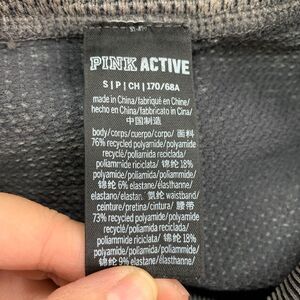 PINK ACTIVE
S | P | CH | 170/68A
made in China/fabriqué en Chine/
hecho en China/fabbricato in Cina/
中国制造
body/corps/cuerpo/corpo/ 面料
76% recycled polyamide/polyamide
recyclé/poliamida reciclada/
poliammide riciclato/ 锦纶 18%
polyamide/polyamide/
poliamida/poliammide/
锦纶 6% elastane/élasthanne/
elastano/elastan/ 氨纶 waistband/
ceinture/pretina/cintura/ 腰带
73% recycled polyamide/polyamide
recyclé/poliamida reciclada/
poliammide riciclato/ 锦纶 18%
polyamide/polyamide/
poliamida/poliammide/
锦纶 9% elastane/élasthanne/